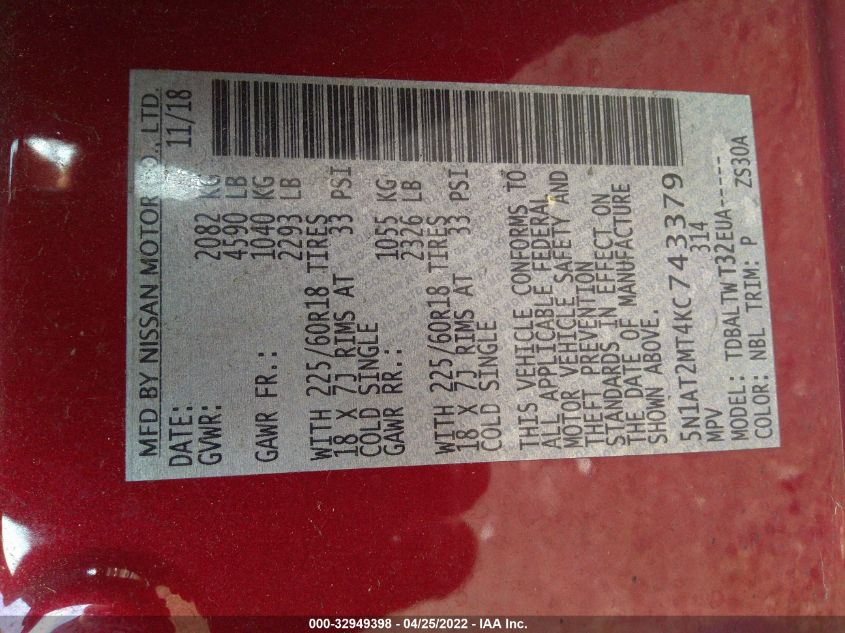 MFD BY NISSAN MOTOR CO., LTD.
DATE: 11/18
GVWR: 2082 KG
4590 LB
GAWR FR.: 1040 KG
2293 LB
WITH 225/60R18 TIRES
18 X 7J RIMS AT 33 PSI
COLD SINGLE
GAWR RR.: 1055 KG
2326 LB
WITH 225/60R18 TIRES
18 X 7J RIMS AT 33 PSI
COLD SINGLE
THIS VEHICLE CONFORMS TO
ALL APPLICABLE FEDERAL
MOTOR VEHICLE SAFETY AND
THEFT PREVENTION
STANDARDS IN EFFECT ON
THE DATE OF MANUFACTURE
SHOWN ABOVE.
5N1AT2MT4KC743379
MPV 314
MODEL: TDBALTW T32EUA-----
COLOR: NBL TRIM: P ZS30A
000-32949398 - 04/25/2022 - IAA Inc.